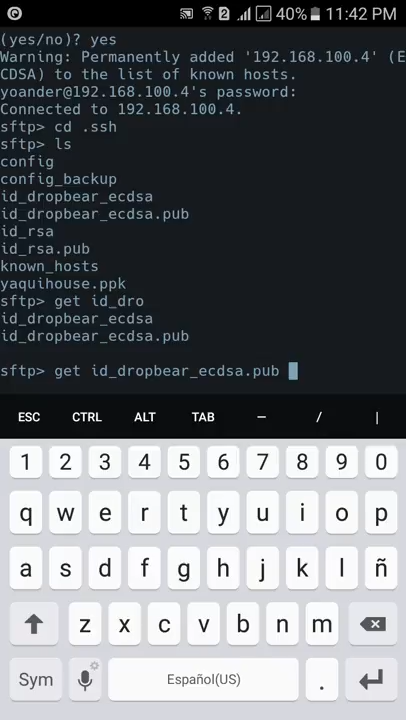 40% 11:42 PM
(yes/no)? yes
Warning: Permanently added '192.168.100.4' (E
CDSA) to the list of known hosts.
yoander@192.168.100.4's password:
Connected to 192.168.100.4.
sftp> cd .ssh
sftp> ls
config
config_backup
id_dropbear_ecdsa
id_dropbear_ecdsa.pub
id_rsa
id_rsa.pub
known_hosts
yaquihouse.ppk
sftp> get id_dro
id_dropbear_ecdsa
id_dropbear_ecdsa.pub
sftp> get id_dropbear_ecdsa.pub
ESC CTRL ALT TAB — / |
1 2 3 4 5 6 7 8 9 0
q w e r t y u i o p
a s d f g h j k l ñ
z x c v b n m
Sym Español(US) .